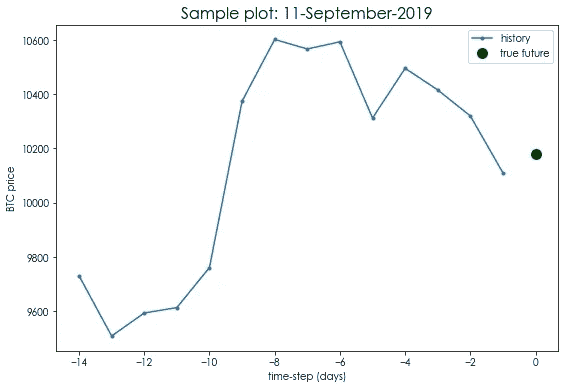 Sample plot: 11-September-2019
history
true future
10600
10400
10200
10000
9800
9600
BTC price
−14
−12
−10
−8
−6
−4
−2
0
time-step (days)